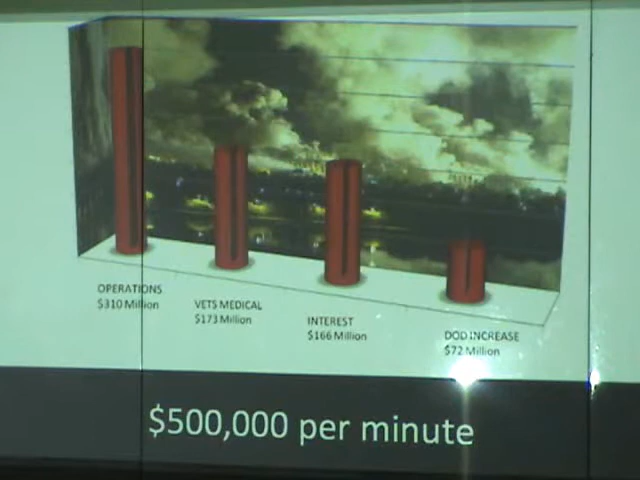 OPERATIONS
$310 Million
VETS MEDICAL
$173 Million
INTEREST
$166 Million
DOD INCREASE
$72 Million
$500,000 per minute